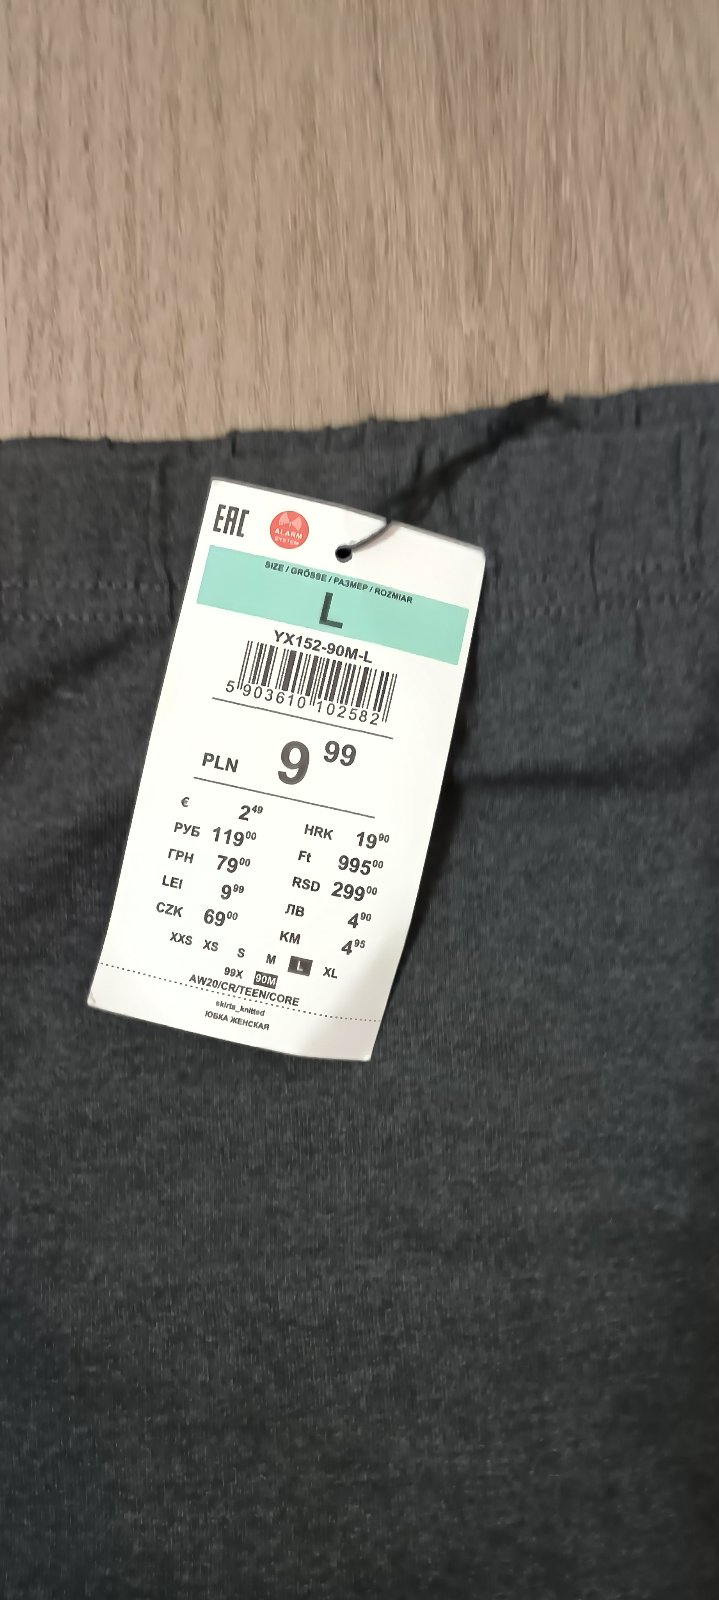 EAC
ALARM
SYSTEM
SIZE / GRÖSSE / РАЗМЕР / ROZMIAR
L
YX152-90M-L
5 903610 102582
PLN 9 99
€ 2 49
РУБ 119 00
ГРН 79 00
LEI 9 99
CZK 69 00
HRK 19 90
Ft 995 00
RSD 299 00
ЛВ 4 90
KM 4 95
XXS XS S M L XL
99X 90M
AW20/CR/TEEN/CORE
skirts_knitted
ЮБКА ЖЕНСКАЯ